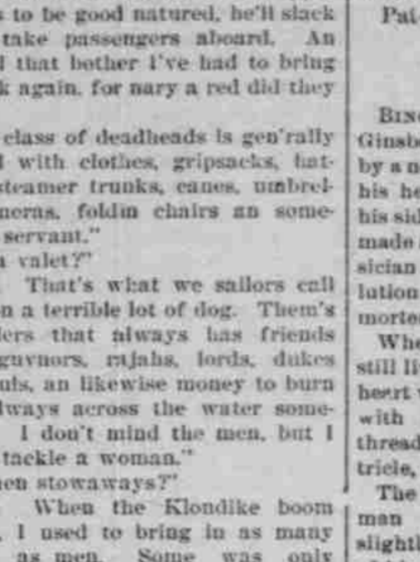 s to be good natured, he'll slack
take passengers aboard. An
that bother I've had to bring
k again, for nary a red did they
class of deadheads is gen'rally
with clothes, gripsacks, hat-
steamer trunks, canes, umbrel-
meras, foldin chairs an some-
servant."
a valet?"
That's what we sailors call
n a terrible lot of dog. Them's
lers that always has friends
guvnors, rajahs, lords, dukes
uls, an likewise money to burn
lways across the water some-
I don't mind the men, but I
tackle a woman."
en stowaways?"
When the Klondike boom
, I used to bring in as many
as men. Some was only
Pat
BING
Ginsbe
by a n
his he
his sid
made
sician
lution
morte
Whe
still li
heart
with
thread
tricle,
The
man
slightl